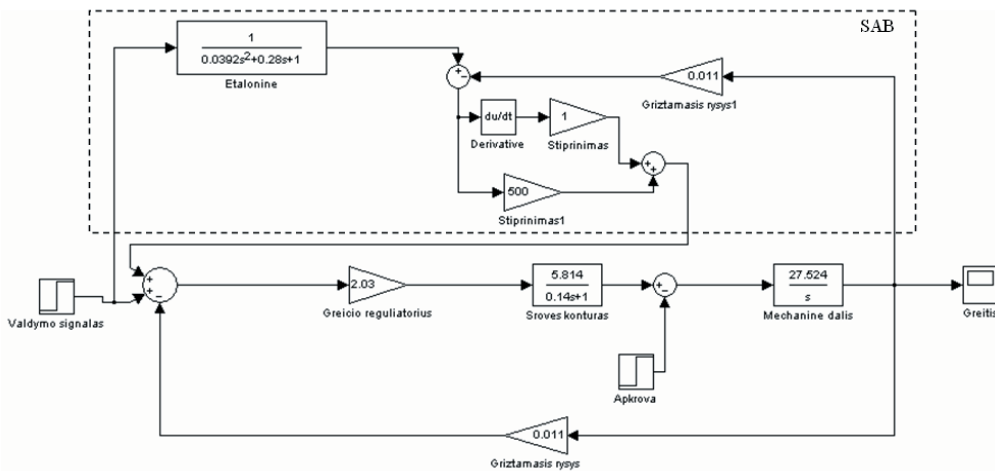 SAB
1
0.0392s²+0.28s+1
Etalonine
+
-
0.011
Griztamasis rysys1
du/dt
Derivative
1
Stiprinimas
+
+
500
Stiprinimas1
Valdymo signalas
+
+
-
2.03
Greicio reguliatorius
5.814
0.14s+1
Sroves konturas
+
-
27.524
s
Mechanine dalis
Greitis
Apkrova
0.011
Griztamasis rysys